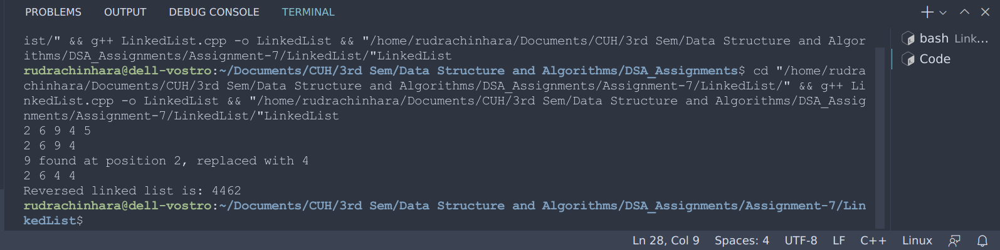 PROBLEMS OUTPUT DEBUG CONSOLE TERMINAL
ist/" && g++ LinkedList.cpp -o LinkedList && "/home/rudrachinhara/Documents/CUH/3rd Sem/Data Structure and Algor
ithms/DSA_Assignments/Assignment-7/LinkedList/"LinkedList
rudrachinhara@dell-vostro:~/Documents/CUH/3rd Sem/Data Structure and Algorithms/DSA_Assignments$ cd "/home/rudra
chinhara/Documents/CUH/3rd Sem/Data Structure and Algorithms/DSA_Assignments/Assignment-7/LinkedList/" && g++ Li
nkedList.cpp -o LinkedList && "/home/rudrachinhara/Documents/CUH/3rd Sem/Data Structure and Algorithms/DSA_Assig
nments/Assignment-7/LinkedList/"LinkedList
2 6 9 4 5
2 6 9 4
9 found at position 2, replaced with 4
2 6 4 4
Reversed linked list is: 4462
rudrachinhara@dell-vostro:~/Documents/CUH/3rd Sem/Data Structure and Algorithms/DSA_Assignments/Assignment-7/Lin
kedList$
bash Link...
Code
Ln 28, Col 9 Spaces: 4 UTF-8 LF C++ Linux